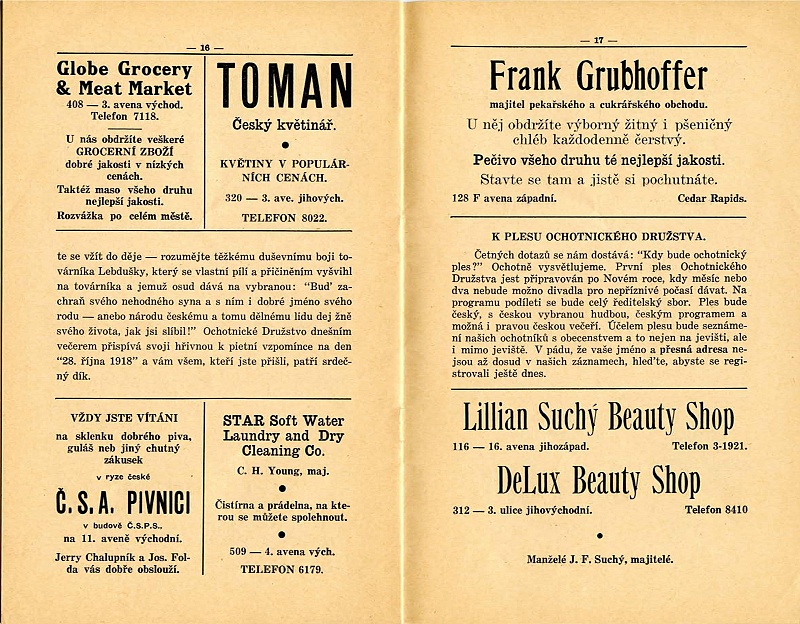 — 16 —
Globe Grocery
& Meat Market
408 — 3. avena východ.
Telefon 7118.
U nás obdržíte veškeré
GROCERNÍ ZBOŽÍ
dobré jakosti v nízkých
cenách.
Taktéž maso všeho druhu
nejlepší jakosti.
Rozvážka po celém městě.
TOMAN
Český květinář.
KVĚTINY V POPULÁR-
NÍCH CENÁCH.
320 — 3. ave. jihových.
TELEFON 8022.
te se vžít do děje — rozumějte těžkému duševnímu boji to-
várníka Lebdušky, který se vlastní pílí a přičiněním vyšvihl
na továrníka a jemuž osud dává na vybranou: “Buď’ za-
chraň svého nehodného syna a s ním i dobré jméno svého
rodu — anebo národu českému a tomu dělnému lidu dej žně
svého života, jak jsi slíbil!” Ochotnické Družstvo dnešním
večerem přispívá svoji hřivnou k pietní vzpomínce na den
“28. října 1918” a vám všem, kteří jste přišli, patří srdeč-
ný dík.
VŽDY JSTE VÍTÁNI
na sklenku dobrého piva,
guláš neb jiný chutný
zákusek
v ryze české
Č. S. A. PIVNICI
v budově Č.S.P.S.,
na 11. aveně východní.
Jerry Chalupník a Jos. Fol-
da vás dobře obslouží.
STAR Soft Water
Laundry and Dry
Cleaning Co.
C. H. Young, maj.
Čistírna a prádelna, na kte-
rou se můžete spolehnout.
509 — 4. avena vých.
TELEFON 6179.
— 17 —
Frank Grubhoffer
majitel pekařského a cukrářského obchodu.
U něj obdržíte výborný žitný i pšeničný
chléb každodenně čerstvý.
Pečivo všeho druhu té nejlepší jakosti.
Stavte se tam a jistě si pochutnáte.
128 F avena západní. Cedar Rapids.
K PLESU OCHOTNICKÉHO DRUŽSTVA.
Četných dotazů se nám dostává: “Kdy bude ochotnický
ples?” Ochotně vysvětlujeme. První ples Ochotnického
Družstva jest připravován po Novém roce, kdy měsíc nebo
dva nebude možno divadla pro nepříznivé počasí dávat. Na
programu podíleti se bude celý ředitelský sbor. Ples bude
český, s českou vybranou hudbou, českým programem a
možná i pravou českou večeří. Účelem plesu bude seznáme-
ní našich ochotníků s obecenstvem a to nejen na jevišti, ale
i mimo jeviště. V pádu, že vaše jméno a přesná adresa ne-
jsou až dosud v našich záznamech, hleďte, abyste se regi-
strovali ještě dnes.
Lillian Suchý Beauty Shop
116 — 16. avena jihozápad. Telefon 3-1921.
DeLux Beauty Shop
312 — 3. ulice jihovýchodní. Telefon 8410
Manželé J. F. Suchý, majitelé.